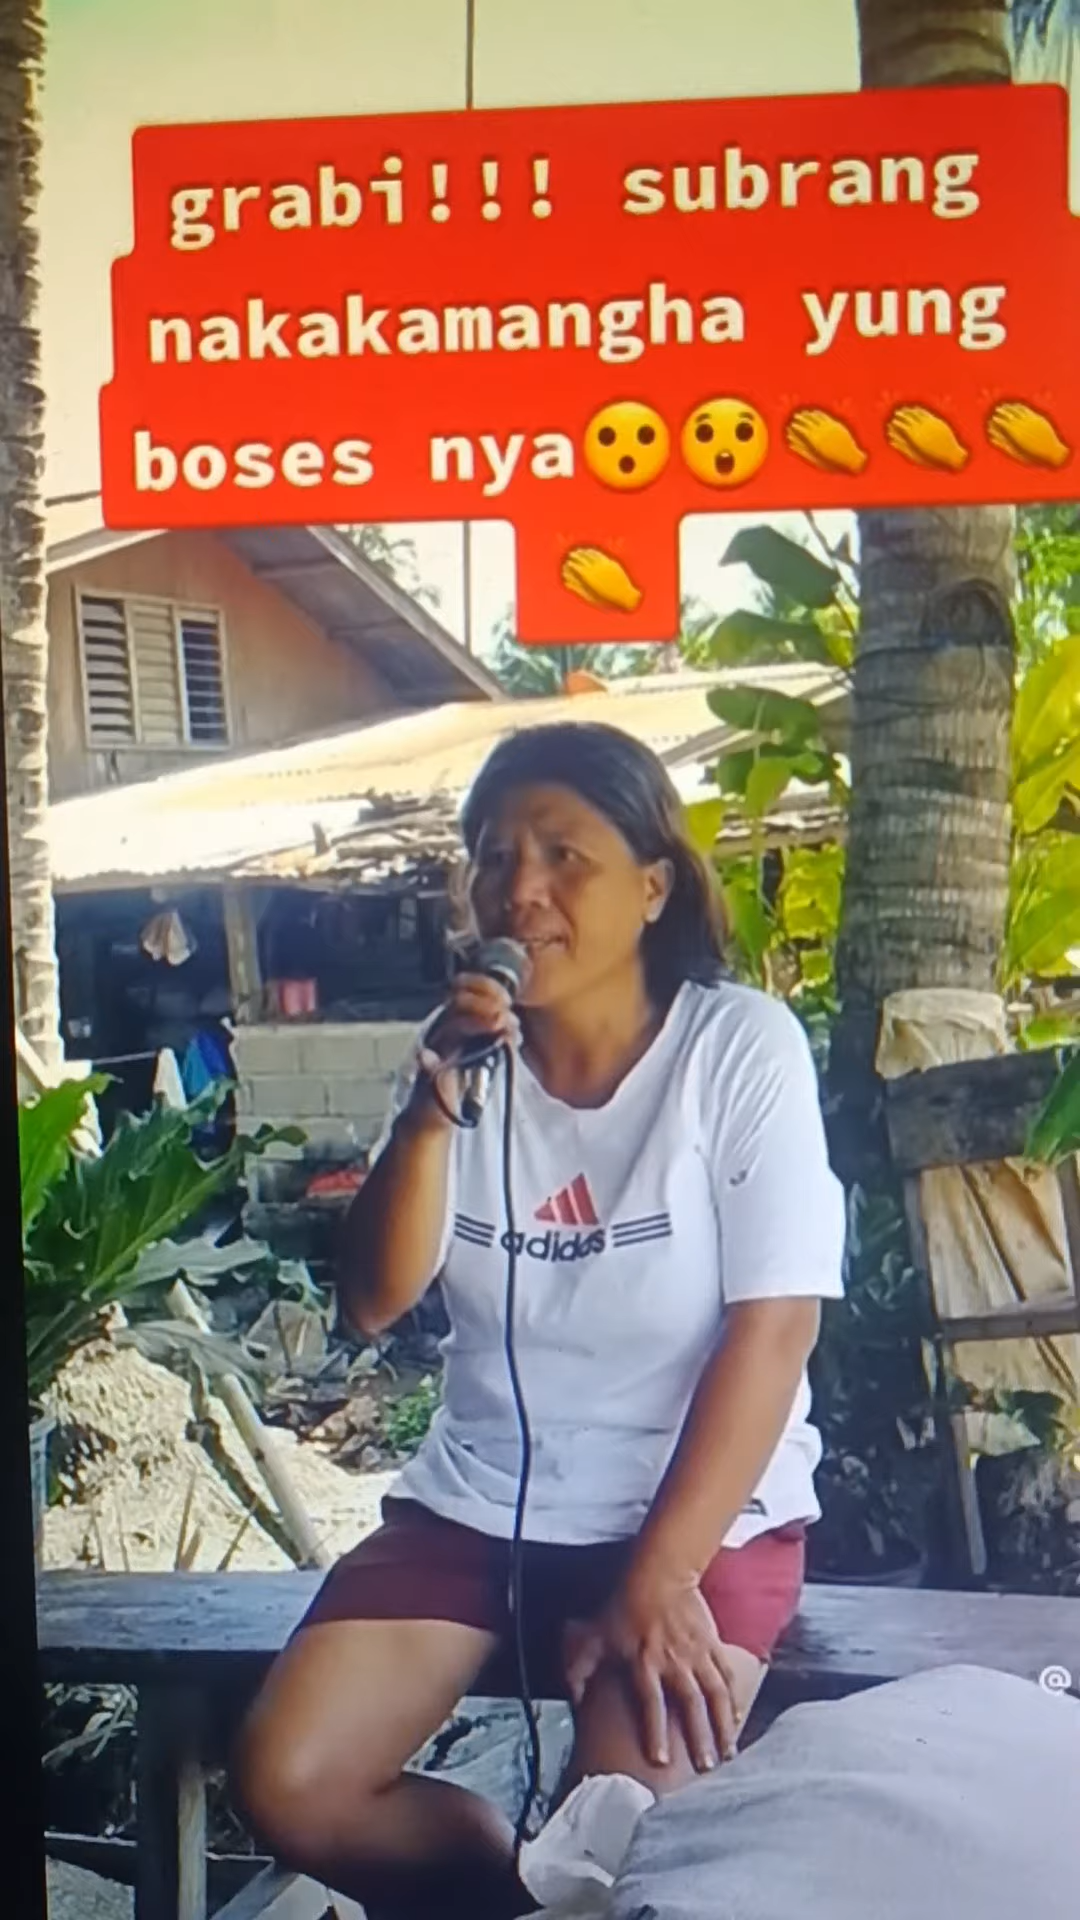 grabi!!! subrang
nakakamangha yung
boses nya😮😲👏👏👏
👏
adidas
@